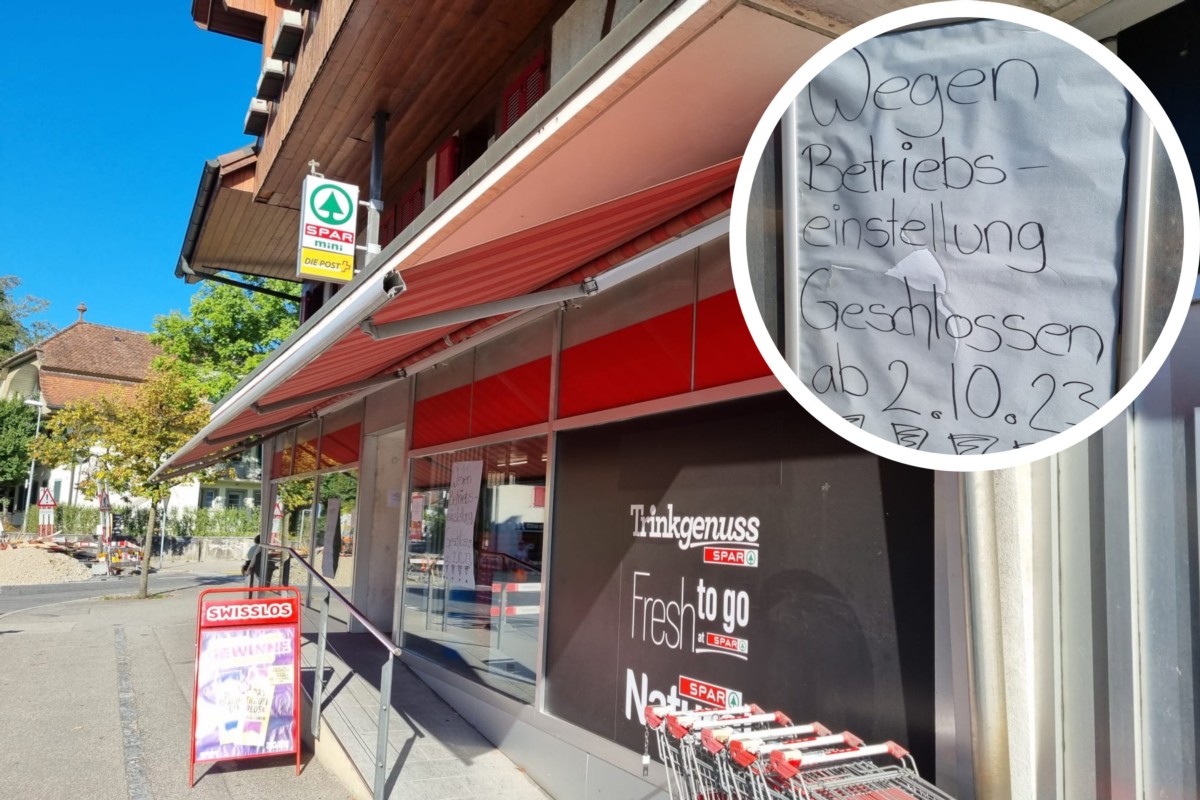 Wegen
Betriebs-
einstellung
Geschlossen
ab 2.10.23
SPAR
mini
DIE POST
SWISSLOS
GEWINNE
Trinkgenuss
SPAR
Fresh to go
at SPAR
SPAR